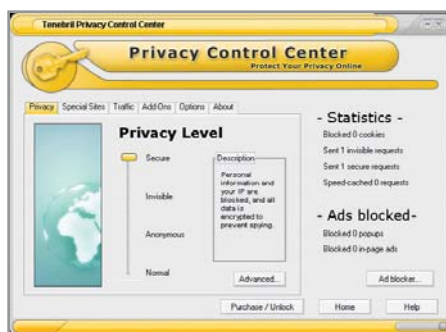 Tenebril Privacy Control Center
Privacy Control Center
Protect Your Privacy Online
Privacy
Special Sites
Traffic
Add-Ons
Options
About
Privacy Level
Secure
Invisible
Anonymous
Normal
Description
Personal
information and
your IP are
blocked, and all
data is
encrypted to
prevent spying.
Advanced...
- Statistics -
Blocked 0 cookies
Sent 1 invisible requests
Sent 1 secure requests
Speed-cached 0 requests
- Ads blocked-
Blocked 0 popups
Blocked 0 in-page ads
Ad blocker...
Purchase / Unlock
Home
Help